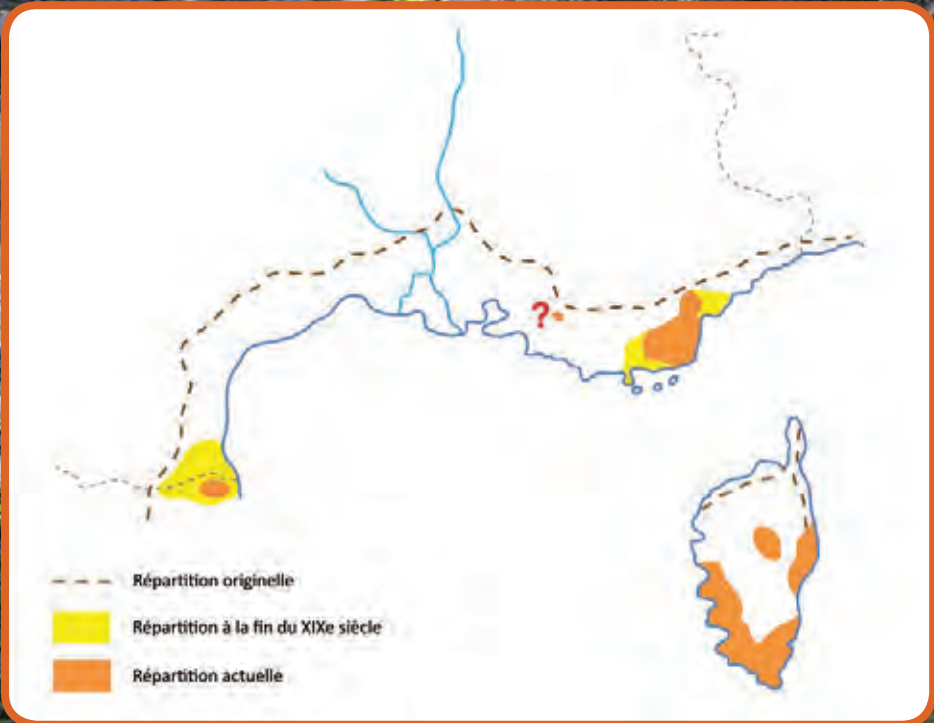 ?
Répartition originelle
Répartition à la fin du XIXe siècle
Répartition actuelle